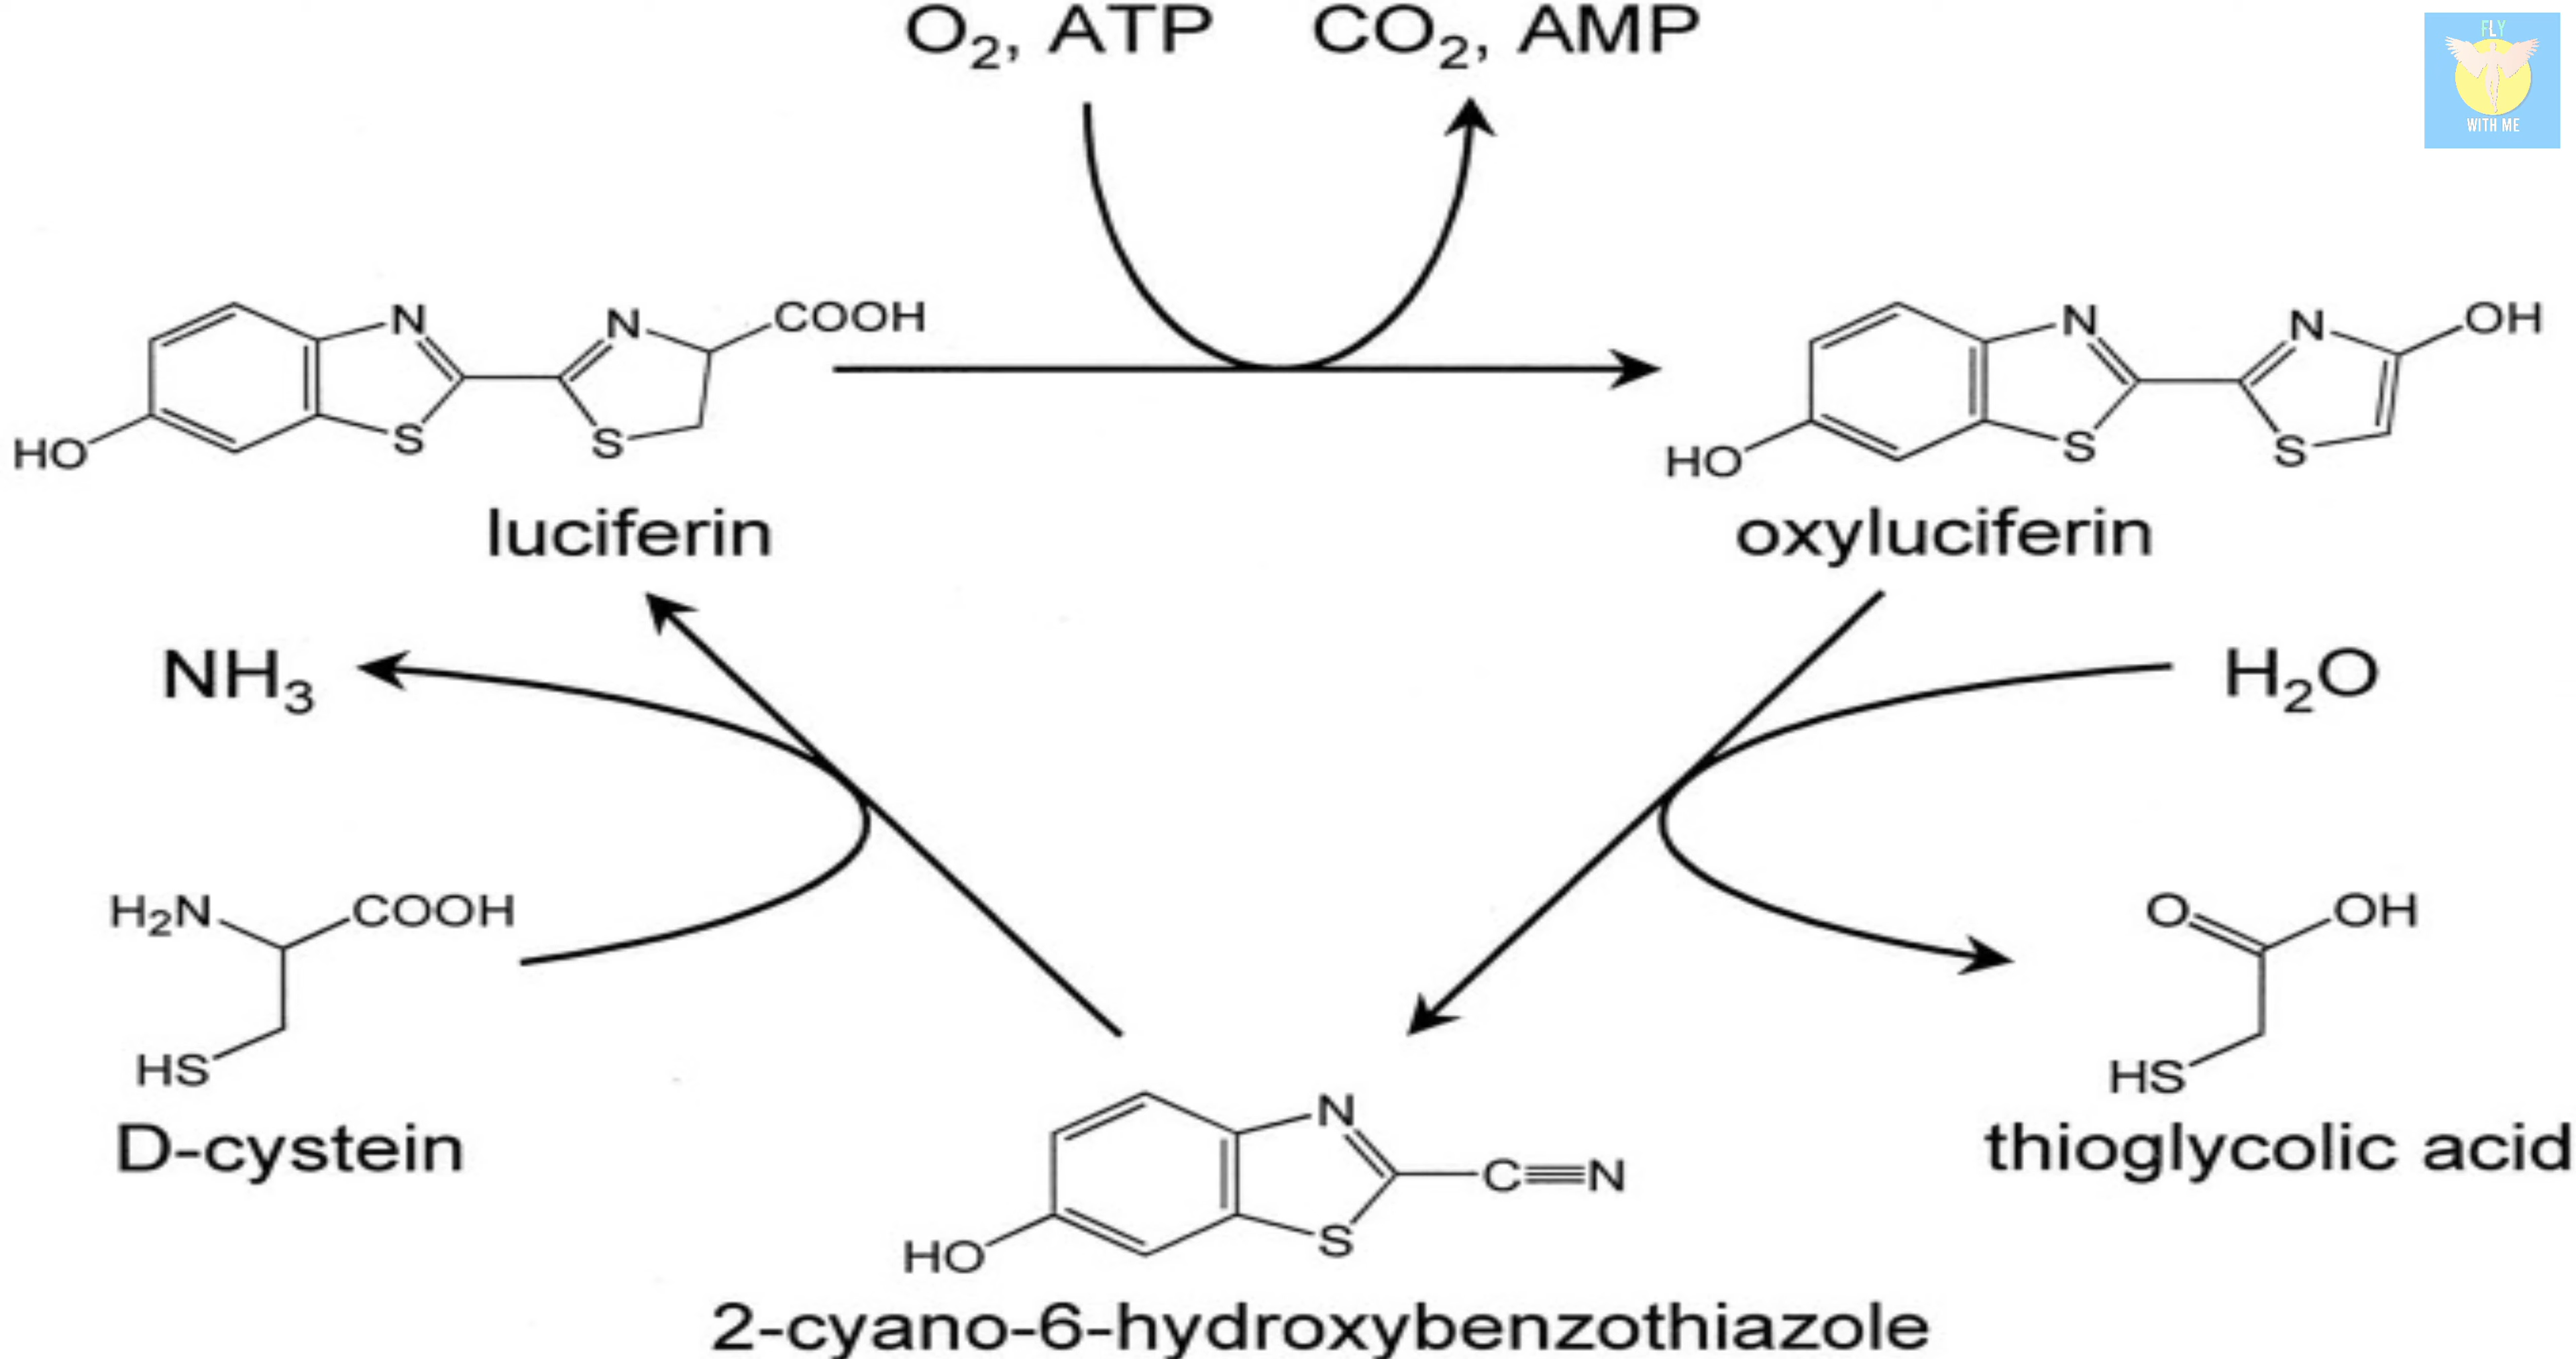 O₂, ATP
CO₂, AMP
FLY
WITH ME
N
S
HO
N
S
COOH
N
S
HO
N
S
OH
luciferin
oxyluciferin
NH₃
H₂O
H₂N
COOH
HS
D-cystein
O
OH
HS
thioglycolic acid
N
S
C≡N
HO
2-cyano-6-hydroxybenzothiazole